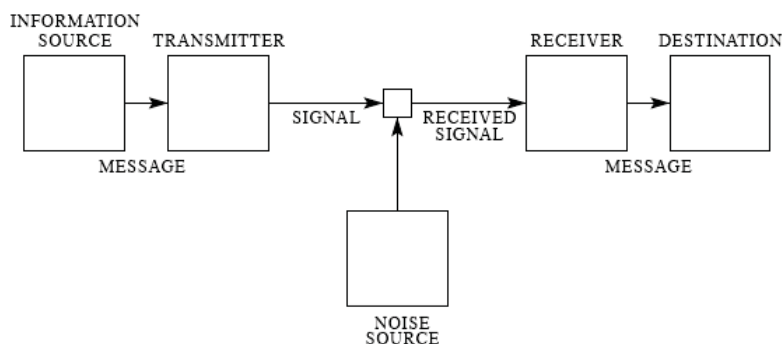 INFORMATION
SOURCE
TRANSMITTER
RECEIVER
DESTINATION
SIGNAL
RECEIVED
SIGNAL
MESSAGE
MESSAGE
NOISE
SOURCE